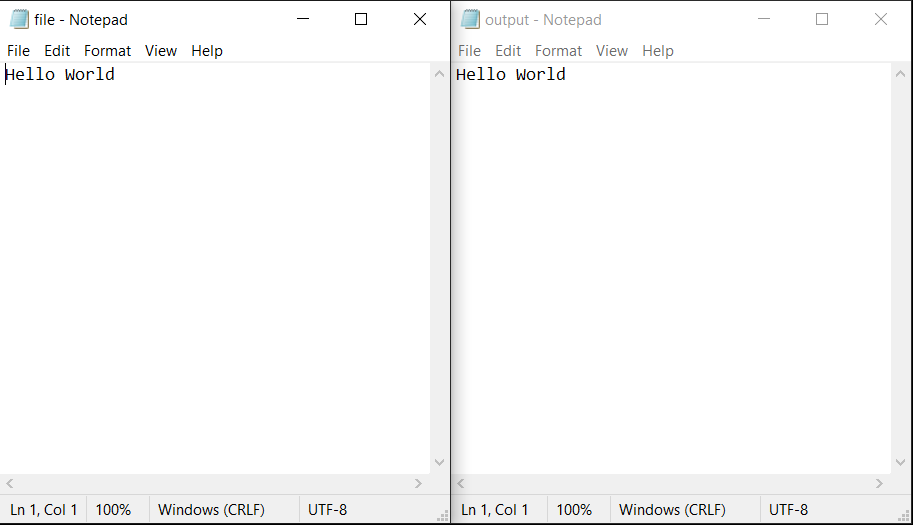 file - Notepad
File Edit Format View Help
Hello World
Ln 1, Col 1 100% Windows (CRLF) UTF-8
output - Notepad
File Edit Format View Help
Hello World
Ln 1, Col 1 100% Windows (CRLF) UTF-8